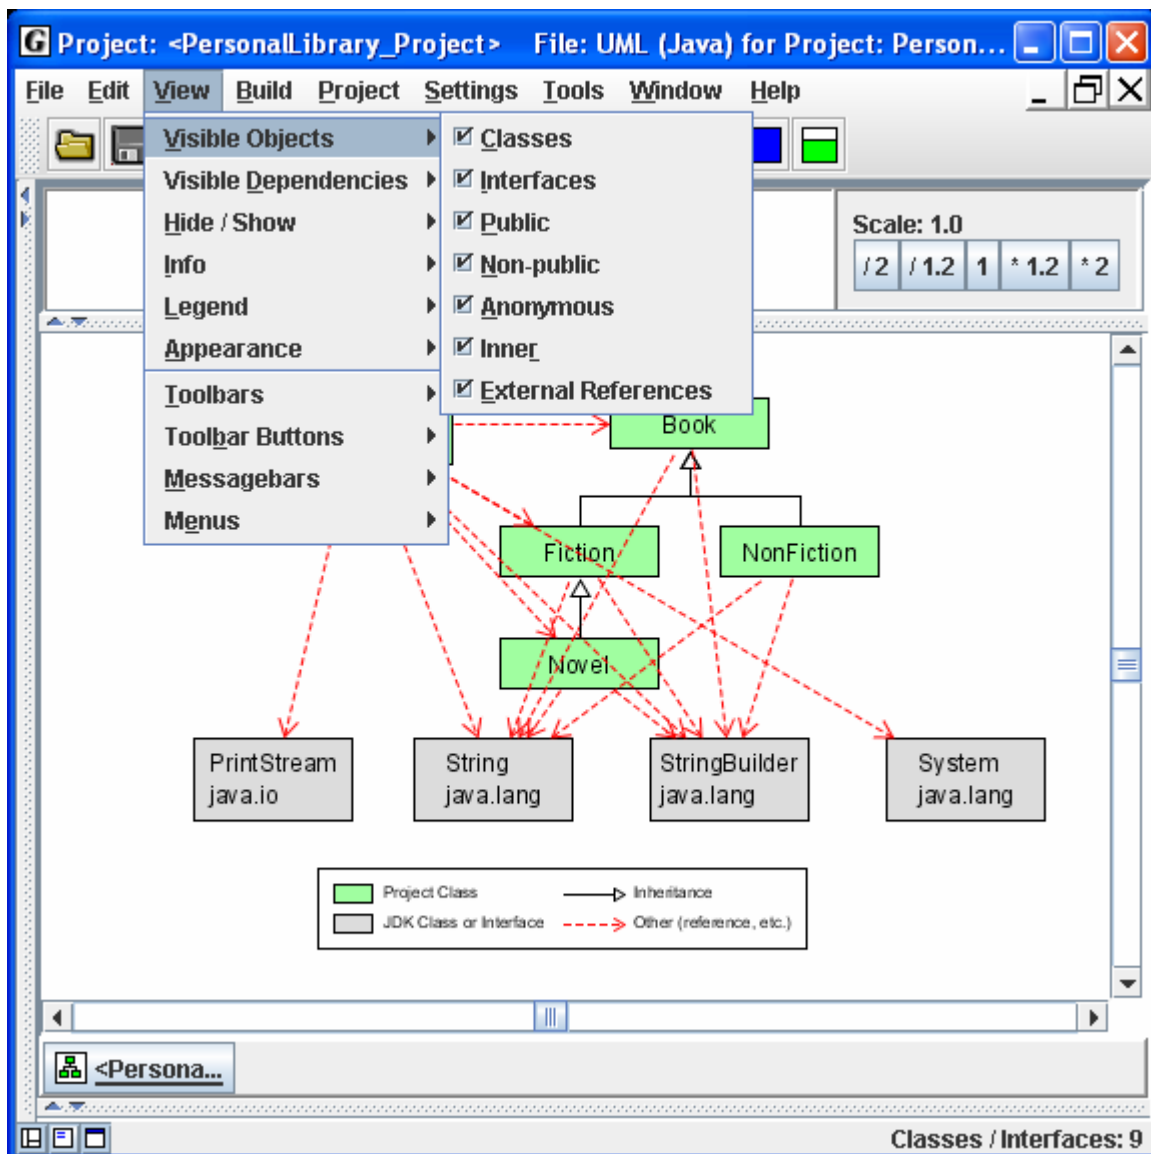 G Project: <PersonalLibrary_Project> File: UML (Java) for Project: Person...
File Edit View Build Project Settings Tools Window Help
Visible Objects
Visible Dependencies
Hide / Show
Info
Legend
Appearance
Toolbars
Toolbar Buttons
Messagebars
Menus
Classes
Interfaces
Public
Non-public
Anonymous
Inner
External References
Scale: 1.0
/ 2 / 1.2 1 * 1.2 * 2
Book
Fiction NonFiction
Novel
PrintStream
java.io
String
java.lang
StringBuilder
java.lang
System
java.lang
Project Class Inheritance
JDK Class or Interface Other (reference, etc.)
<Persona...
Classes / Interfaces: 9